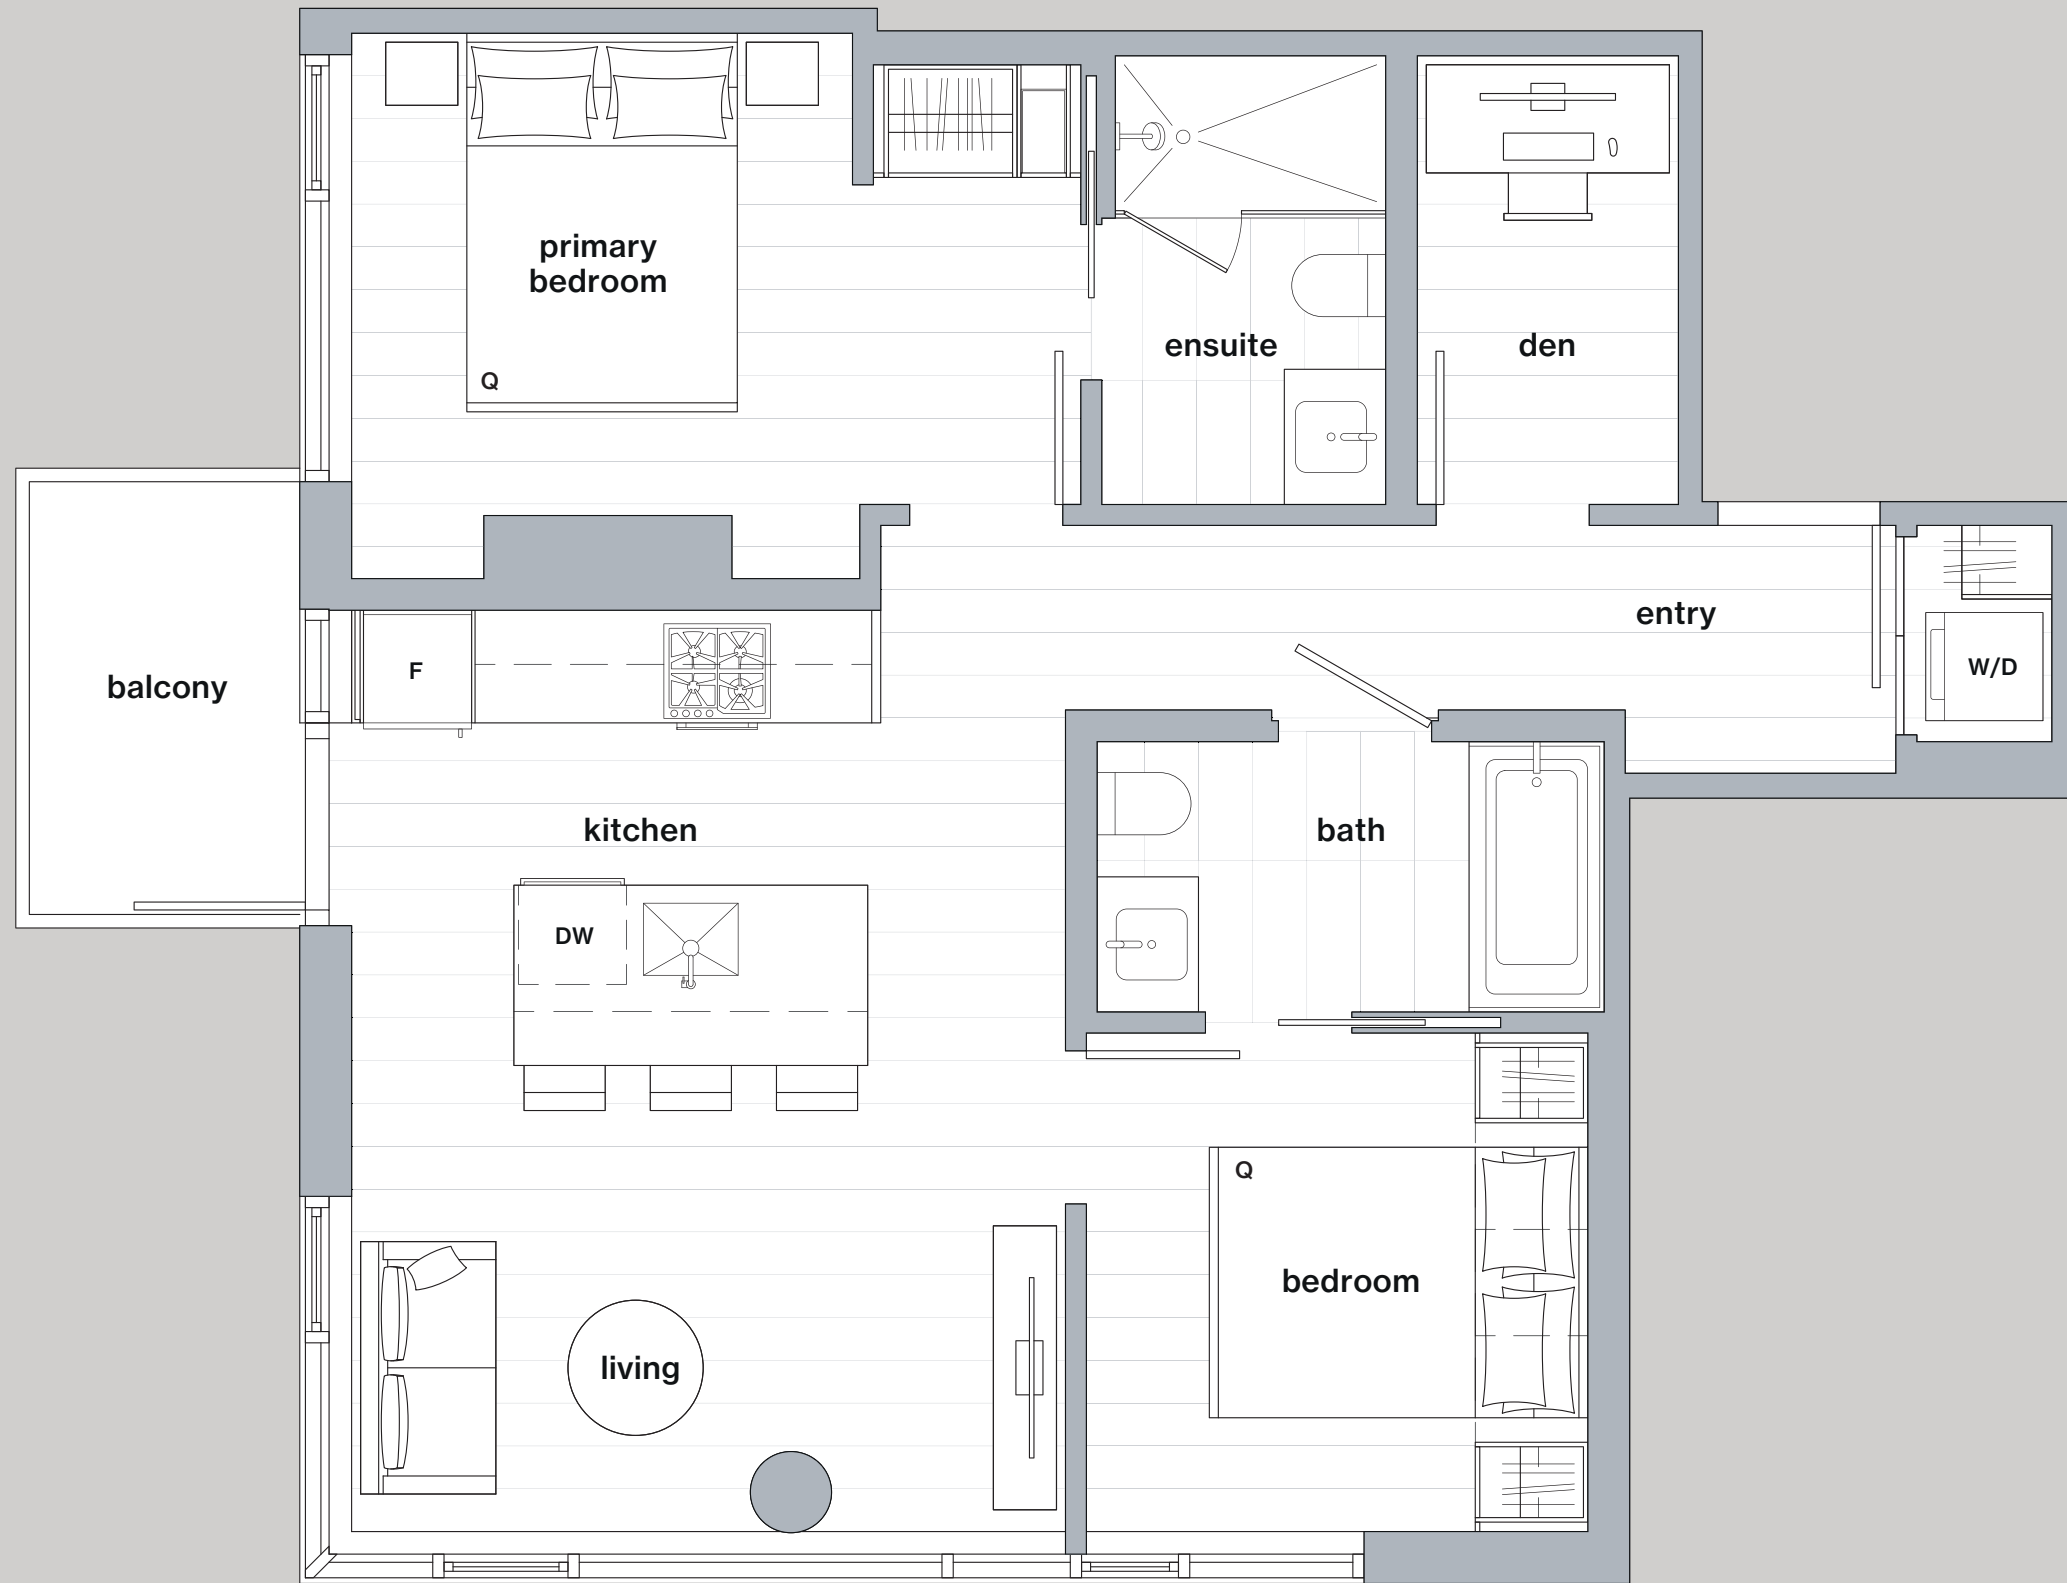 primary
bedroom
Q
ensuite
den
entry
W/D
F
balcony
kitchen
bath
DW
Q
bedroom
living